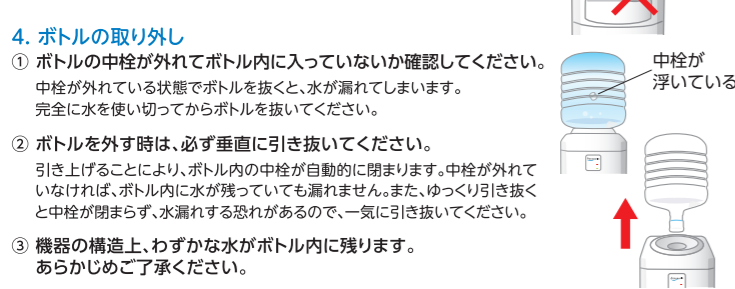 4. ボトルの取り外し
① ボトルの中栓が外れてボトル内に入っていないか確認してください。
中栓が外れている状態でボトルを抜くと、水が漏れてしまいます。
完全に水を使い切ってからボトルを抜いてください。
② ボトルを外す時は、必ず垂直に引き抜いてください。
引き上げることにより、ボトル内の中栓が自動的に閉まります。中栓が外れて
いなければ、ボトル内に水が残っていても漏れません。また、ゆっくり引き抜く
と中栓が閉まらず、水漏れする恐れがあるので、一気に引き抜いてください。
③ 機器の構造上、わずかな水がボトル内に残ります。
あらかじめご了承ください。
中栓が
浮いている